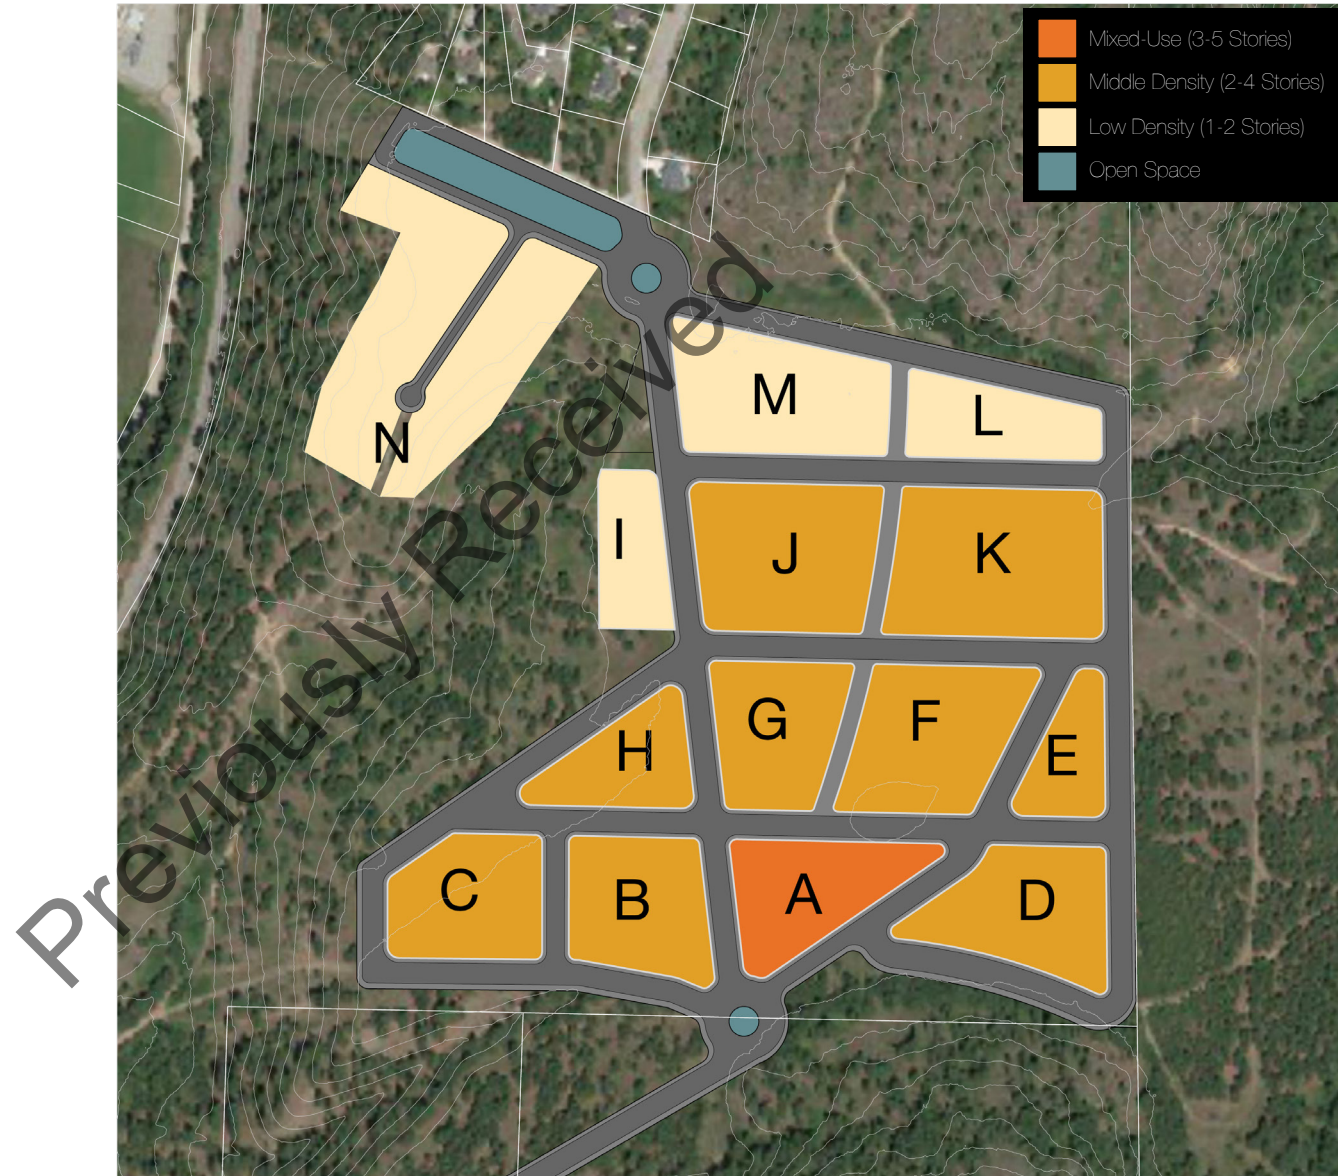 Mixed-Use (3-5 Stories)
Middle Density (2-4 Stories)
Low Density (1-2 Stories)
Open Space
Previously Received
M
L
N
I
J
K
G
F
H
E
C
B
A
D